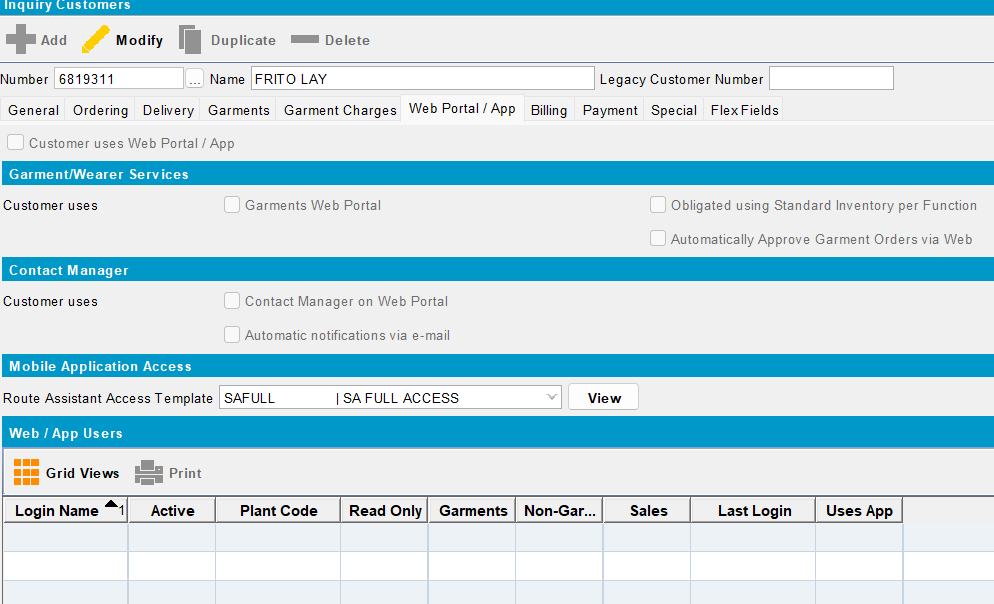 Inquiry Customers
Add Modify Duplicate Delete
Number 6819311 ... Name FRITO LAY Legacy Customer Number
General Ordering Delivery Garments Garment Charges Web Portal / App Billing Payment Special Flex Fields
Customer uses Web Portal / App
Garment/Wearer Services
Customer uses Garments Web Portal Obligated using Standard Inventory per Function
Automatically Approve Garment Orders via Web
Contact Manager
Customer uses Contact Manager on Web Portal
Automatic notifications via e-mail
Mobile Application Access
Route Assistant Access Template SAFULL | SA FULL ACCESS View
Web / App Users
Grid Views Print
Login Name 1 Active Plant Code Read Only Garments Non-Gar... Sales Last Login Uses App